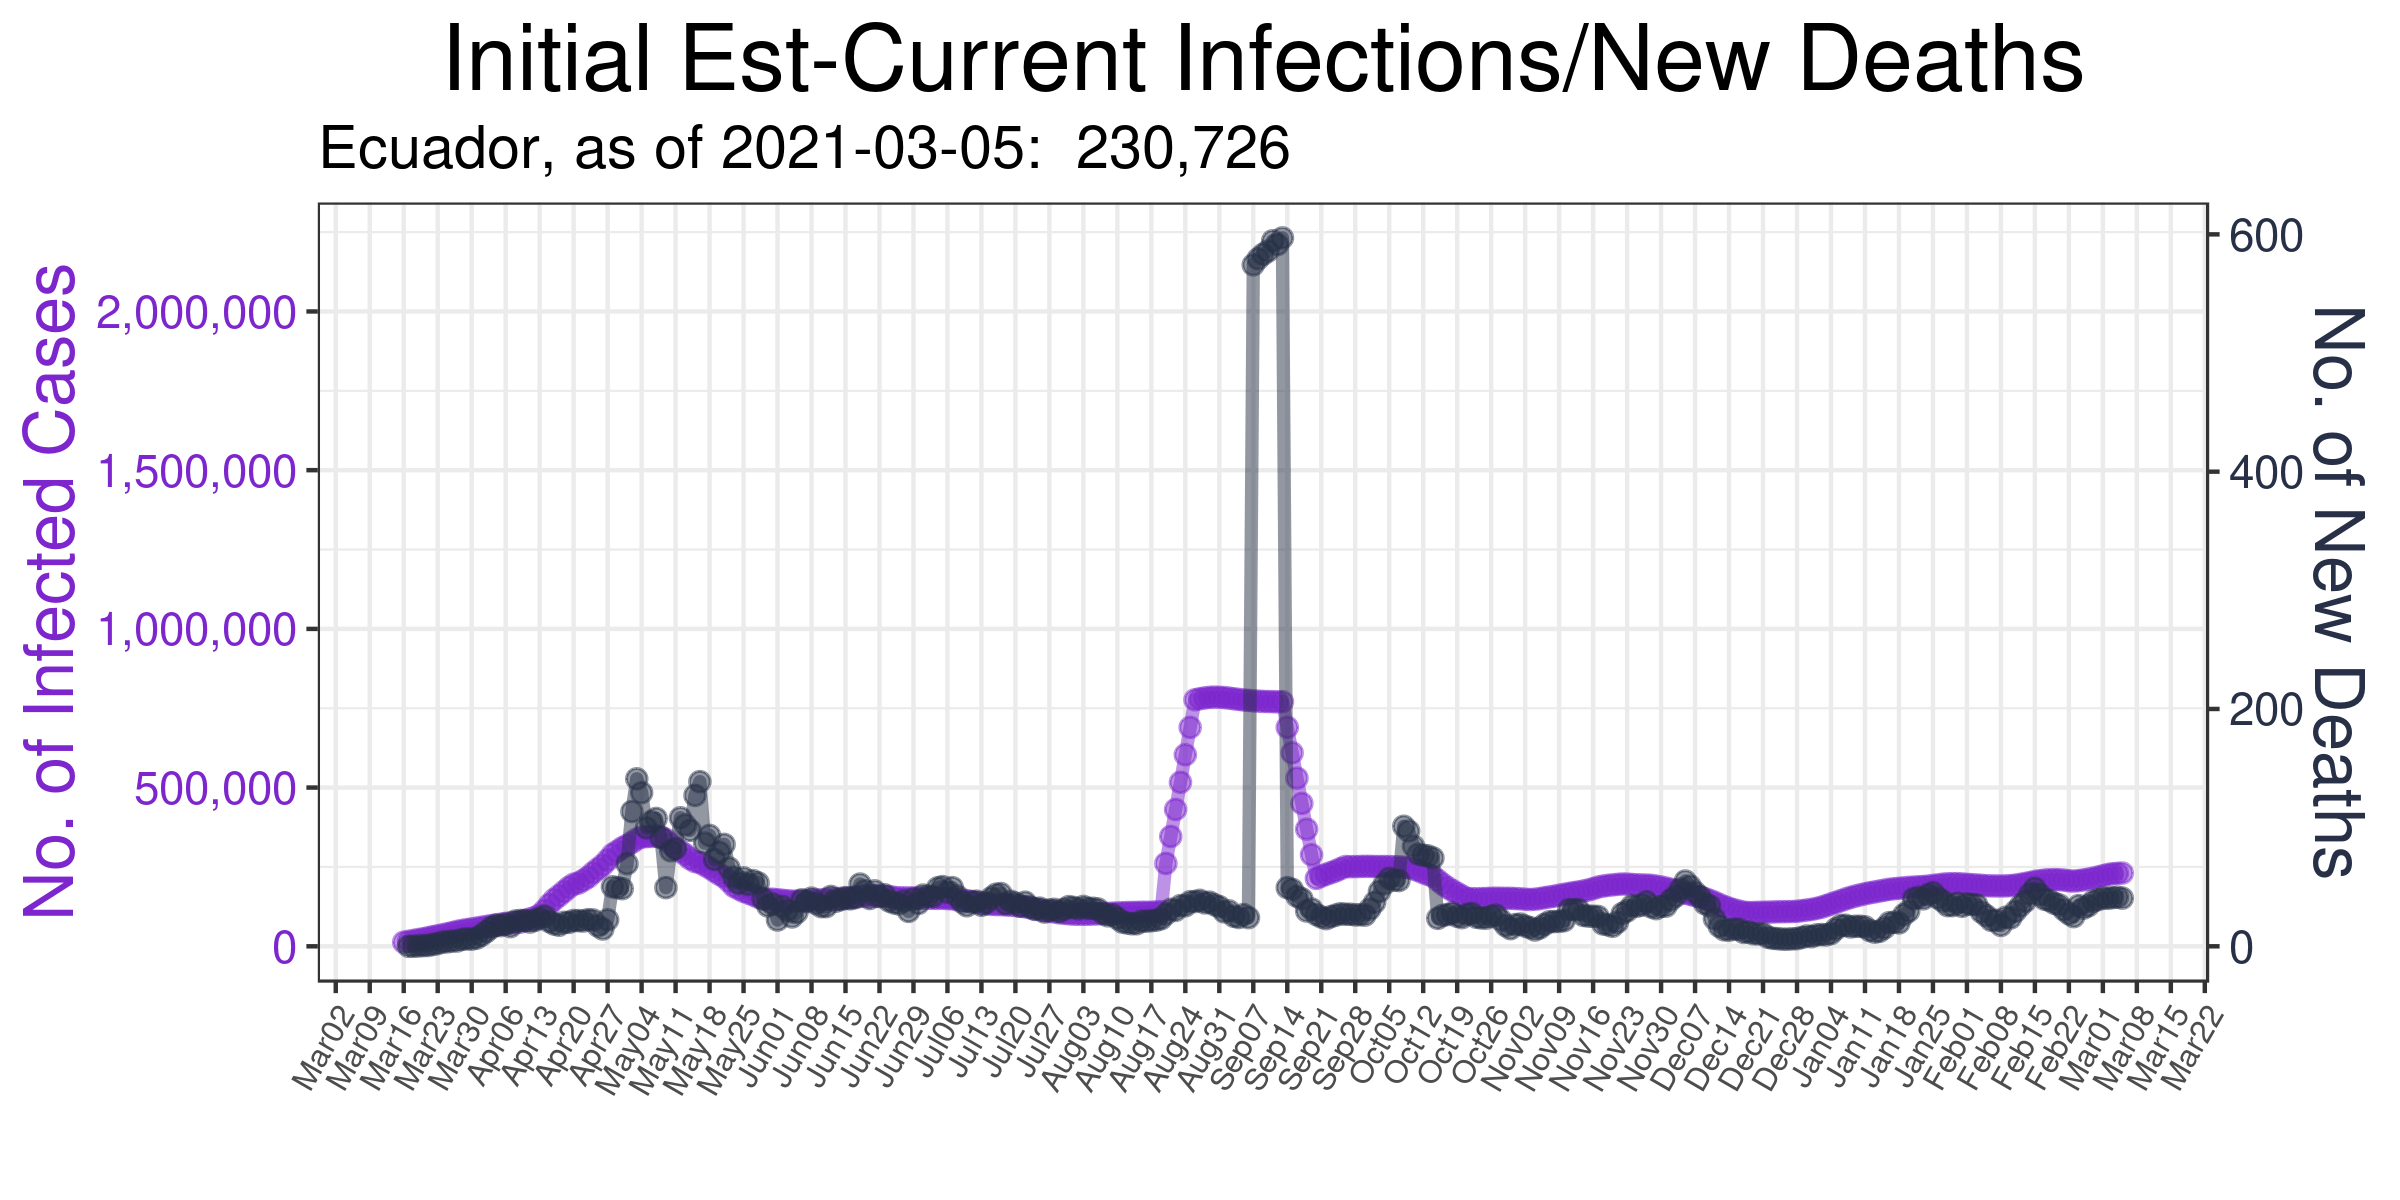 Initial Est-Current Infections/New Deaths
Ecuador, as of 2021-03-05:  230,726
No. of Infected Cases
2,000,000
1,500,000
1,000,000
500,000
0
600
400
200
0
No. of New Deaths
Mar02
Mar09
Mar16
Mar23
Mar30
Apr06
Apr13
Apr20
Apr27
May04
May11
May18
May25
Jun01
Jun08
Jun15
Jun22
Jun29
Jul06
Jul13
Jul20
Jul27
Aug03
Aug10
Aug17
Aug24
Aug31
Sep07
Sep14
Sep21
Sep28
Oct05
Oct12
Oct19
Oct26
Nov02
Nov09
Nov16
Nov23
Nov30
Dec07
Dec14
Dec21
Dec28
Dec04
Jan11
Jan18
Jan25
Feb01
Feb08
Feb15
Feb22
Mar01
Mar08
Mar15
Mar22